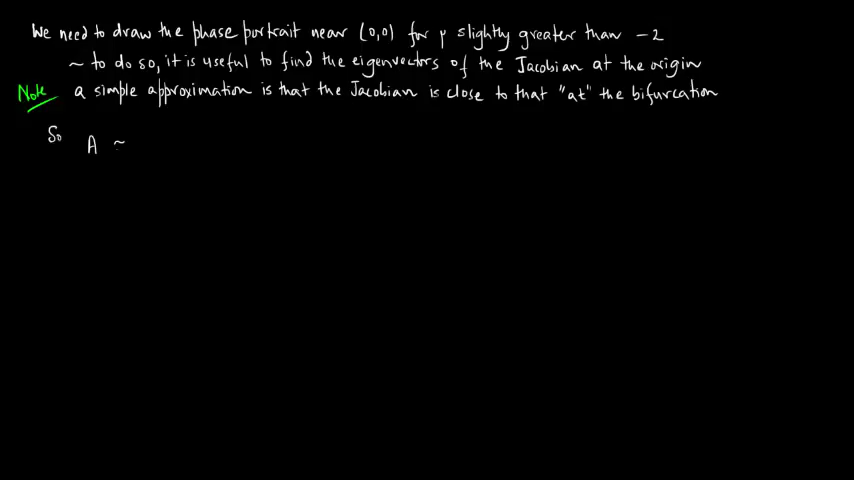 We need to draw the phase portrait near (0,0) for μ slightly greater than -2
~ to do so, it is useful to find the eigenvectors of the Jacobian at the origin
Note a simple approximation is that the Jacobian is close to that "at" the bifurcation
So A ~